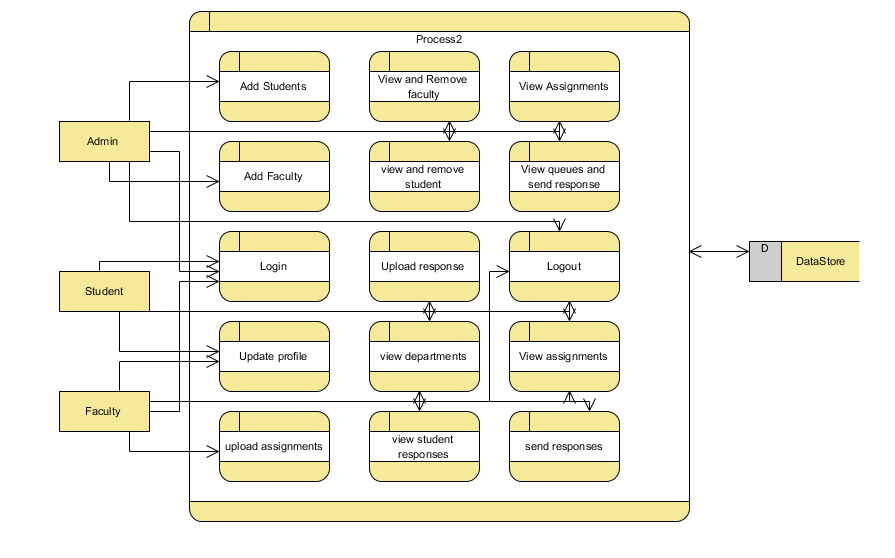 Process2
Add Students
View and Remove
faculty
View Assignments
Admin
Add Faculty
view and remove
student
View queues and
send response
D
DataStore
Login
Upload response
Logout
Student
Update profile
view departments
View assignments
Faculty
upload assignments
view student
responses
send responses